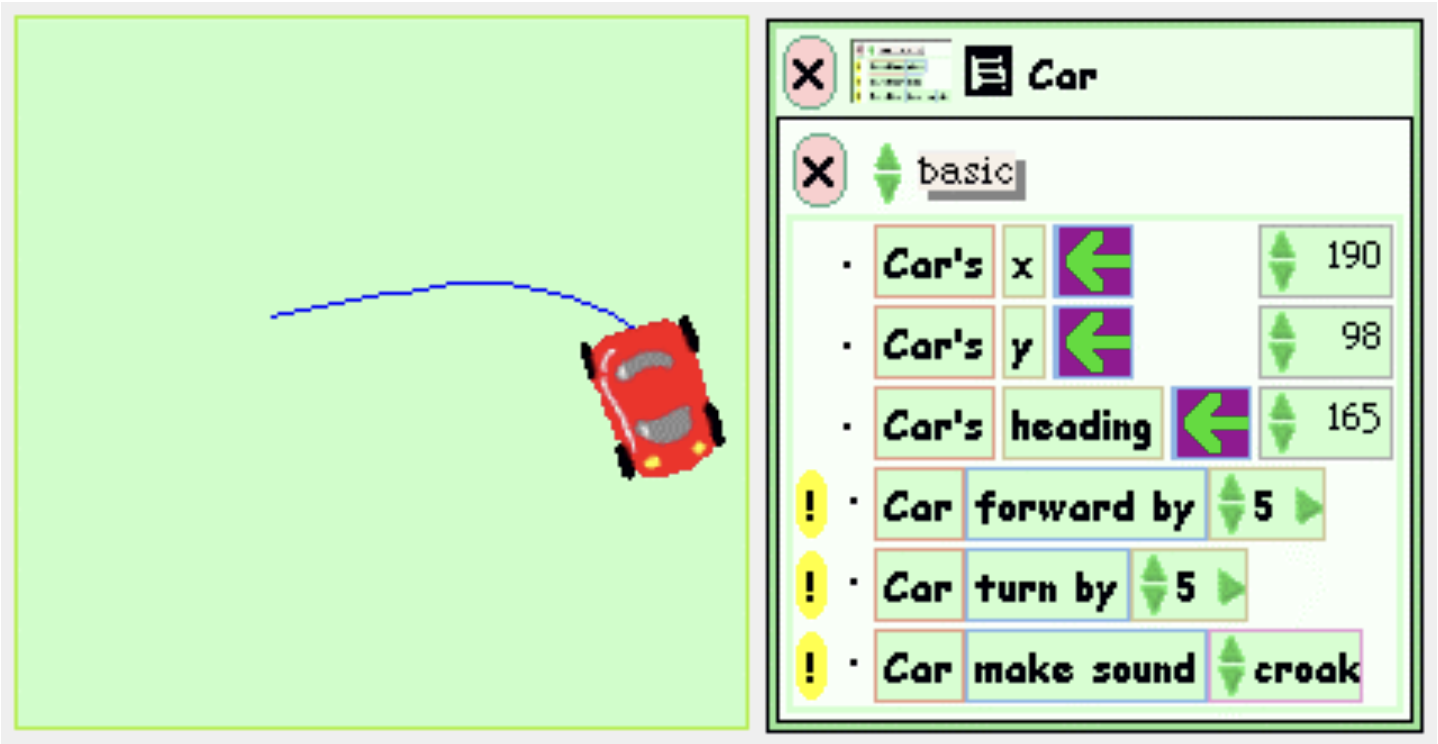 Car
basic
Car's x 190
Car's y 98
Car's heading 165
! Car forward by 5
! Car turn by 5
! Car make sound croak